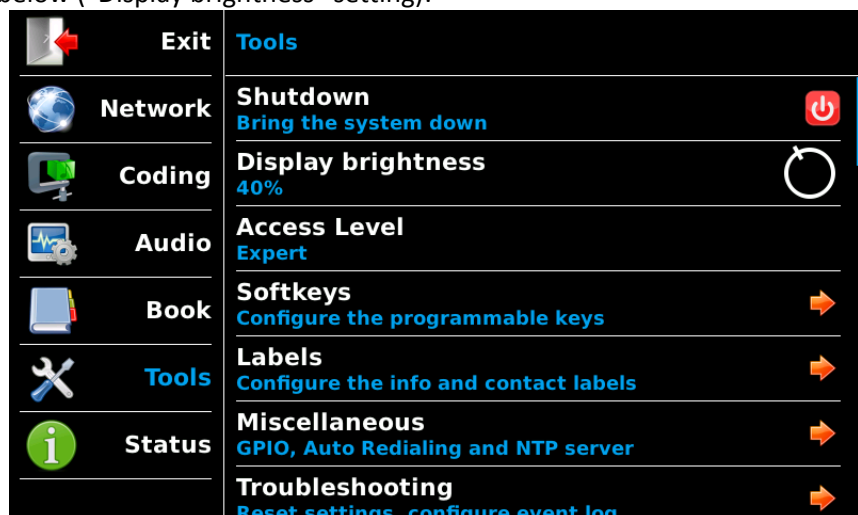 below ("Display brightness" setting).
Exit
Tools
Network
Shutdown
Bring the system down
Coding
Display brightness
40%
Audio
Access Level
Expert
Book
Softkeys
Configure the programmable keys
Tools
Labels
Configure the info and contact labels
Status
Miscellaneous
GPIO, Auto Redialing and NTP server
Troubleshooting
Reset settings, configure event log